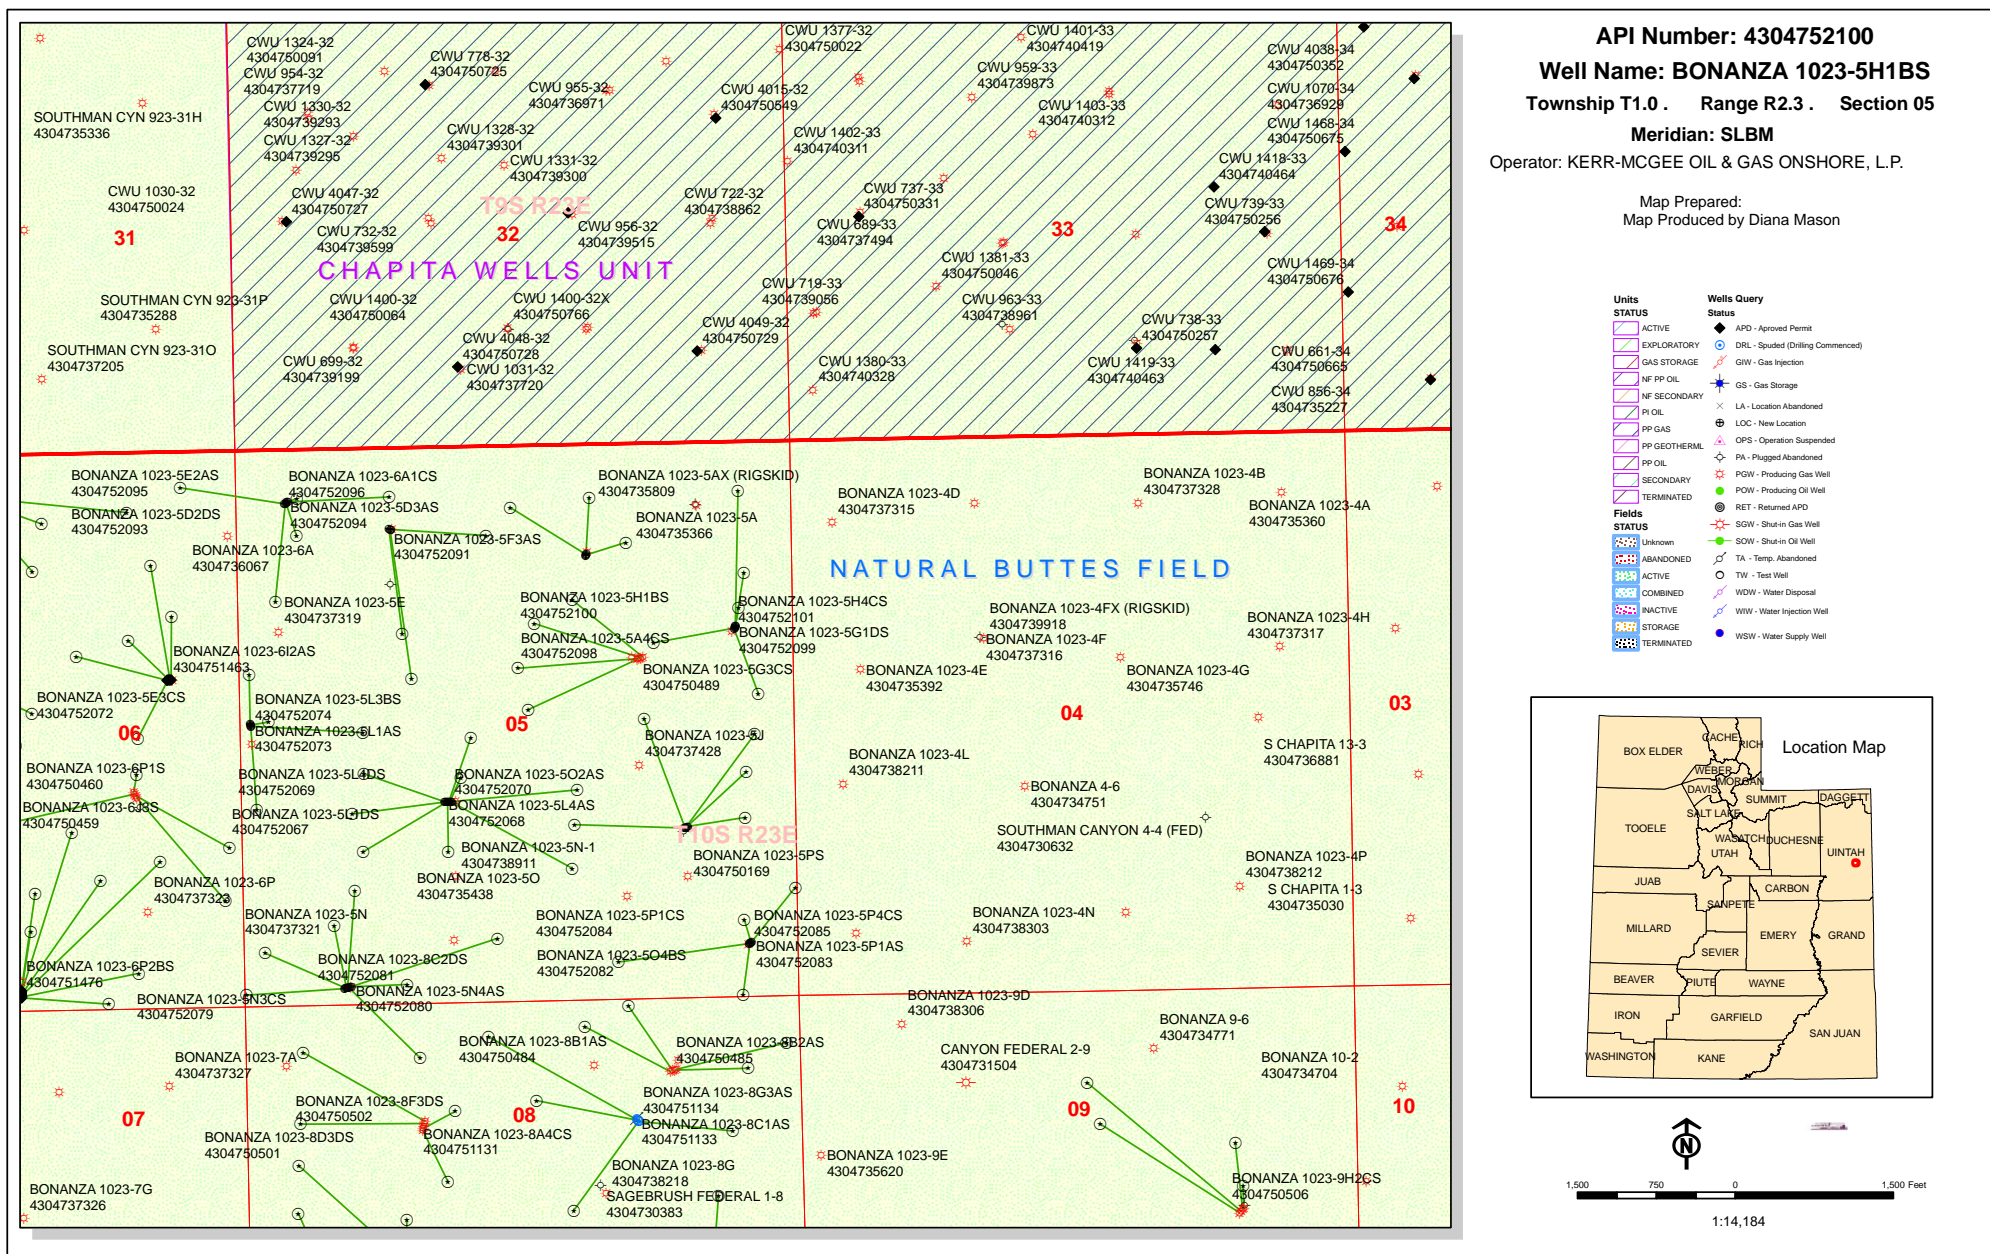 API Number: 4304752100
Well Name: BONANZA 1023-5H1BS
Township T1.0 . Range R2.3 . Section 05
Meridian: SLBM
Operator: KERR-MCGEE OIL & GAS ONSHORE, L.P.
Map Prepared:
Map Produced by Diana Mason
Units
STATUS
ACTIVE
EXPLORATORY
GAS STORAGE
NF PP OIL
NF SECONDARY
PI OIL
PP GAS
PP GEOTHERML
PP OIL
SECONDARY
TERMINATED
Fields
STATUS
Unknown
ABANDONED
ACTIVE
COMBINED
INACTIVE
STORAGE
TERMINATED
Wells Query
Status
APD - Aproved Permit
DRL - Spuded (Drilling Commenced)
GIW - Gas Injection
GS - Gas Storage
LA - Location Abandoned
LOC - New Location
OPS - Operation Suspended
PA - Plugged Abandoned
PGW - Producing Gas Well
POW - Producing Oil Well
RET - Returned APD
SGW - Shut-in Gas Well
SOW - Shut-in Oil Well
TA - Temp. Abandoned
TW - Test Well
WDW - Water Disposal
WIW - Water Injection Well
WSW - Water Supply Well
Location Map
BOX ELDER
CACHE
RICH
WEBER
MORGAN
DAVIS
SUMMIT
DAGGETT
SALT LAKE
TOOELE
WASATCH
DUCHESNE
UTAH
UINTAH
JUAB
CARBON
SANPETE
MILLARD
EMERY
GRAND
SEVIER
BEAVER
PIUTE
WAYNE
IRON
GARFIELD
SAN JUAN
WASHINGTON
KANE
N
1,500 750 0 1,500 Feet
1:14,184
CWU 1324-32
4304750091
CWU 954-32
4304737719
CWU 1330-32
4304739293
CWU 1327-32
4304739295
CWU 778-32
4304750725
CWU 955-32
4304736971
CWU 1328-32
4304739301
CWU 1331-32
4304739300
CWU 1377-32
4304750022
CWU 4015-32
4304750549
CWU 1402-33
4304740311
CWU 1401-33
4304740419
CWU 959-33
4304739873
CWU 1403-33
4304740312
CWU 4038-34
4304750352
CWU 1070-34
4304736929
CWU 1468-34
4304750675
CWU 1418-33
4304740464
SOUTHMAN CYN 923-31H
4304735336
CWU 1030-32
4304750024
31
CWU 4047-32
4304750727
CWU 732-32
4304739599
T9S R23E
32
CWU 956-32
4304739515
CWU 722-32
4304738862
CWU 737-33
4304750331
CWU 689-33
4304737494
33
CWU 739-33
4304750256
34
CHAPITA WELLS UNIT
CWU 1381-33
4304750046
CWU 1469-34
4304750676
SOUTHMAN CYN 923-31P
4304735288
CWU 1400-32
4304750064
CWU 1400-32X
4304750766
CWU 719-33
4304739056
CWU 963-33
4304738961
CWU 4048-32
4304750728
CWU 4049-32
4304750729
CWU 738-33
4304750257
SOUTHMAN CYN 923-31O
4304737205
CWU 699-32
4304739199
CWU 1031-32
4304737720
CWU 1380-33
4304740328
CWU 1419-33
4304740463
CWU 661-34
4304750665
CWU 856-34
4304735227
BONANZA 1023-5E2AS
4304752095
BONANZA 1023-5D2DS
4304752093
BONANZA 1023-6A1CS
4304752096
BONANZA 1023-5D3AS
4304752094
BONANZA 1023-5F3AS
4304752091
BONANZA 1023-6A
4304736067
BONANZA 1023-5AX (RIGSKID)
4304735809
BONANZA 1023-5A
4304735366
BONANZA 1023-4D
4304737315
BONANZA 1023-4B
4304737328
BONANZA 1023-4A
4304735360
NATURAL BUTTES FIELD
BONANZA 1023-5E
4304737319
BONANZA 1023-5H1BS
4304752100
BONANZA 1023-5A4CS
4304752098
BONANZA 1023-5H4CS
4304752101
BONANZA 1023-5G1DS
4304752099
BONANZA 1023-5G3CS
4304750489
BONANZA 1023-4FX (RIGSKID)
4304739918
BONANZA 1023-4F
4304737316
BONANZA 1023-4E
4304735392
BONANZA 1023-4G
4304735746
BONANZA 1023-4H
4304737317
BONANZA 1023-6I2AS
4304751463
BONANZA 1023-5E3CS
4304752072
06
BONANZA 1023-5L3BS
4304752074
BONANZA 1023-5L1AS
4304752073
05
04
03
BONANZA 1023-5J
4304737428
BONANZA 1023-4L
4304738211
S CHAPITA 13-3
4304736881
BONANZA 1023-6P1S
4304750460
BONANZA 1023-6J3S
4304750459
4304752069
4304752067
BONANZA 1023-5O2AS
4304752070
BONANZA 1023-5L4AS
4304752068
BONANZA 1023-5N-1
4304738911
BONANZA 4-6
4304734751
SOUTHMAN CANYON 4-4 (FED)
4304730632
T10S R23E
BONANZA 1023-5PS
4304750169
BONANZA 1023-5O
4304735438
BONANZA 1023-4P
4304738212
S CHAPITA 1-3
4304735030
BONANZA 1023-6P
4304737323
BONANZA 1023-5N
4304737321
BONANZA 1023-5P1CS
4304752084
BONANZA 1023-5P4CS
4304752085
BONANZA 1023-5P1AS
4304752083
BONANZA 1023-5O4BS
4304752082
BONANZA 1023-4N
4304738303
BONANZA 1023-6P2BS
4304751476
BONANZA 1023-8C2DS
4304752081
BONANZA 1023-5N4AS
4304752080
BONANZA 1023-5N3CS
4304752079
BONANZA 1023-9D
4304738306
BONANZA 9-6
4304734771
BONANZA 1023-7A
4304737327
BONANZA 1023-8B1AS
4304750484
BONANZA 1023-8B2AS
4304750485
CANYON FEDERAL 2-9
4304731504
BONANZA 10-2
4304734704
07
BONANZA 1023-8F3DS
4304750502
BONANZA 1023-8D3DS
4304750501
BONANZA 1023-8A4CS
4304751131
08
BONANZA 1023-8G3AS
4304751134
BONANZA 1023-8C1AS
4304751133
09
10
BONANZA 1023-8G
4304738218
SAGEBRUSH FEDERAL 1-8
4304730383
BONANZA 1023-9E
4304735620
BONANZA 1023-9H2CS
4304750506
BONANZA 1023-7G
4304737326